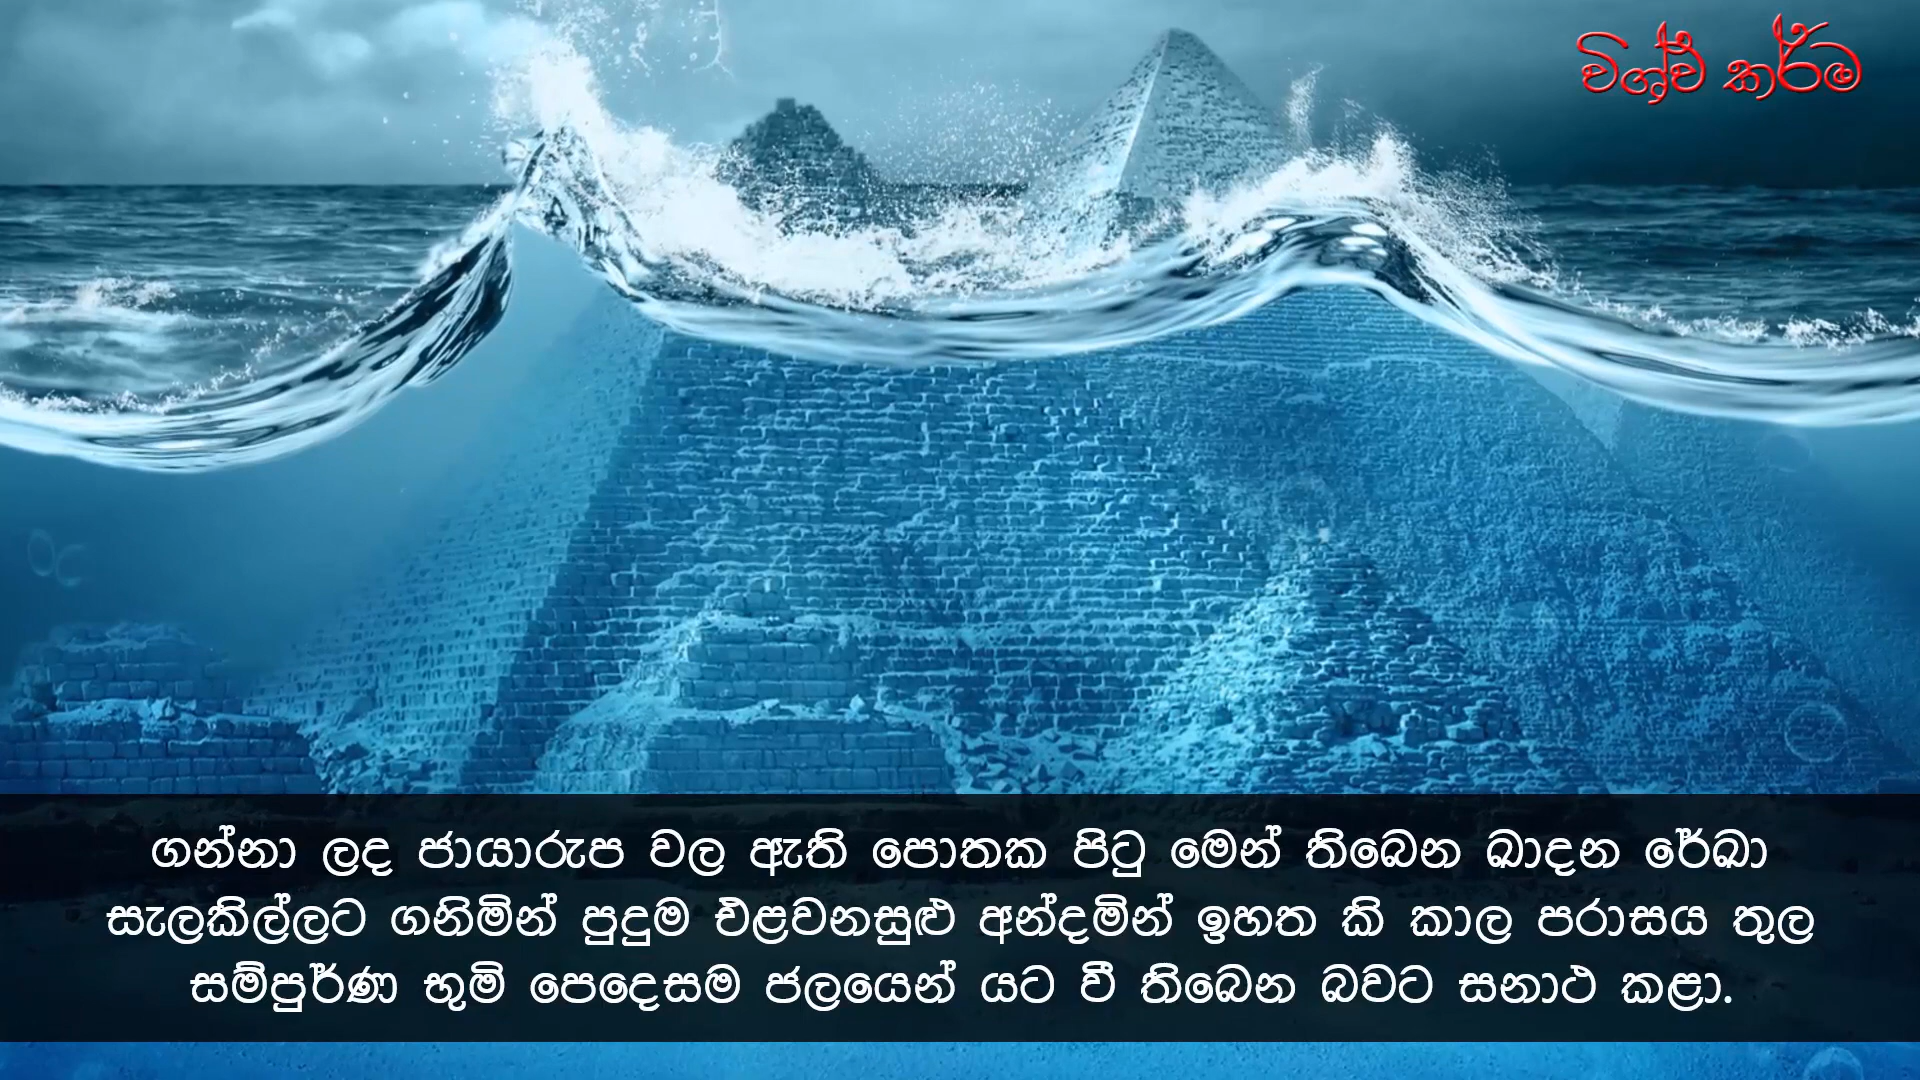 විශ්ව කර්ම
ගන්නා ලද ජායාරුප වල ඇති පොතක පිටු මෙන් තිබෙන ඛාදන රේඛා
සැලකිල්ලට ගනිමින් පුදුම එළවනසුළු අන්දමින් ඉහත කි කාල පරාසය තුල
සම්පුර්ණ භුමි පෙදෙසම ජලයෙන් යට වී තිබෙන බවට සනාථ කළා.